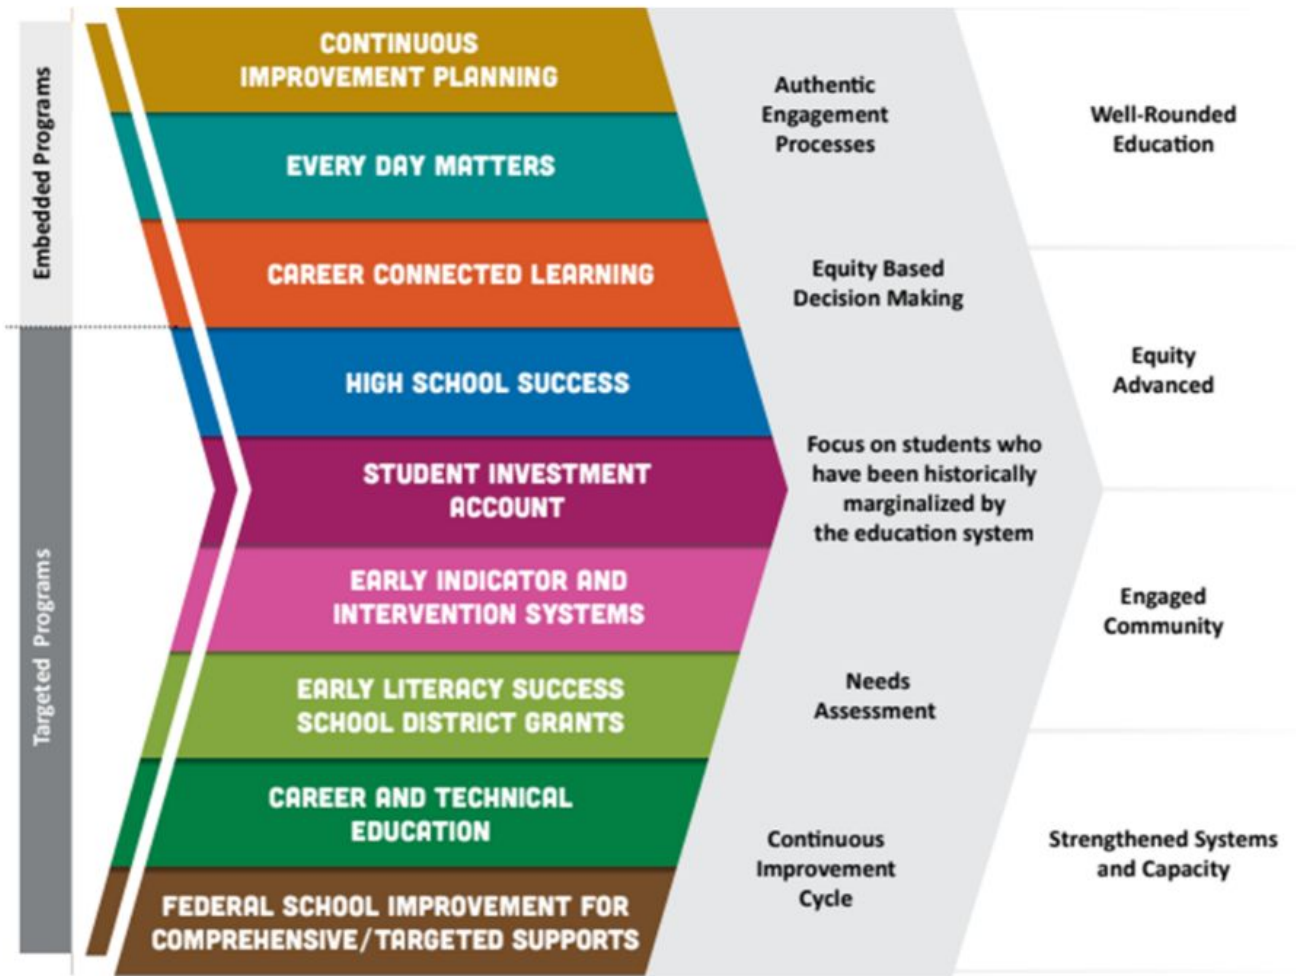 Embedded Programs
Targeted Programs
CONTINUOUS
IMPROVEMENT PLANNING
EVERY DAY MATTERS
CAREER CONNECTED LEARNING
HIGH SCHOOL SUCCESS
STUDENT INVESTMENT
ACCOUNT
EARLY INDICATOR AND
INTERVENTION SYSTEMS
EARLY LITERACY SUCCESS
SCHOOL DISTRICT GRANTS
CAREER AND TECHNICAL
EDUCATION
FEDERAL SCHOOL IMPROVEMENT FOR
COMPREHENSIVE/TARGETED SUPPORTS
Authentic
Engagement
Processes
Equity Based
Decision Making
Focus on students who
have been historically
marginalized by
the education system
Needs
Assessment
Continuous
Improvement
Cycle
Well-Rounded
Education
Equity
Advanced
Engaged
Community
Strengthened Systems
and Capacity